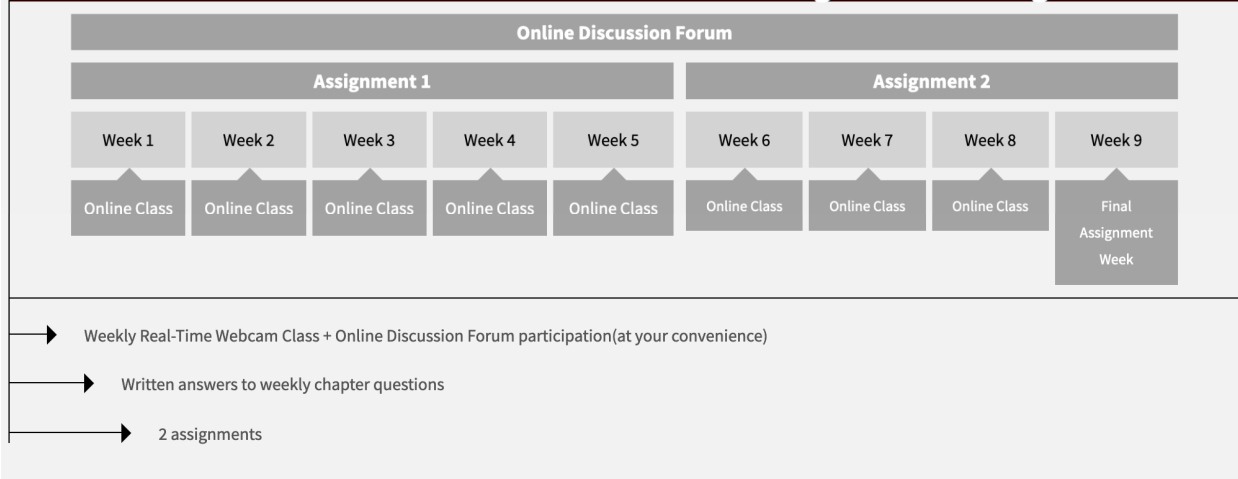 Online Discussion Forum
Assignment 1
Assignment 2
Week 1
Week 2
Week 3
Week 4
Week 5
Week 6
Week 7
Week 8
Week 9
Online Class
Online Class
Online Class
Online Class
Online Class
Online Class
Online Class
Online Class
Final
Assignment
Week
Weekly Real-Time Webcam Class + Online Discussion Forum participation(at your convenience)
Written answers to weekly chapter questions
2 assignments